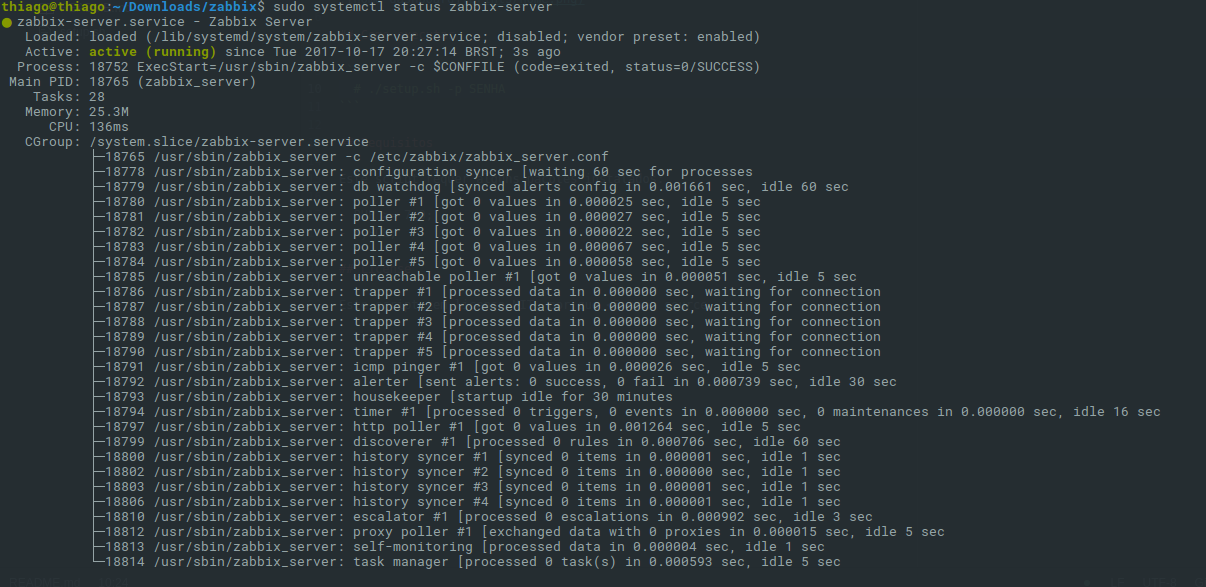 thiago@thiago:~/Downloads/zabbix$ sudo systemctl status zabbix-server
● zabbix-server.service - Zabbix Server
   Loaded: loaded (/lib/systemd/system/zabbix-server.service; disabled; vendor preset: enabled)
   Active: active (running) since Tue 2017-10-17 20:27:14 BRST; 3s ago
  Process: 18752 ExecStart=/usr/sbin/zabbix_server -c $CONFFILE (code=exited, status=0/SUCCESS)
 Main PID: 18765 (zabbix_server)
    Tasks: 28
   Memory: 25.3M
      CPU: 136ms
   CGroup: /system.slice/zabbix-server.service
           ├─18765 /usr/sbin/zabbix_server -c /etc/zabbix/zabbix_server.conf
           ├─18778 /usr/sbin/zabbix_server: configuration syncer [waiting 60 sec for processes
           ├─18779 /usr/sbin/zabbix_server: db watchdog [synced alerts config in 0.001661 sec, idle 60 sec
           ├─18780 /usr/sbin/zabbix_server: poller #1 [got 0 values in 0.000025 sec, idle 5 sec
           ├─18781 /usr/sbin/zabbix_server: poller #2 [got 0 values in 0.000027 sec, idle 5 sec
           ├─18782 /usr/sbin/zabbix_server: poller #3 [got 0 values in 0.000022 sec, idle 5 sec
           ├─18783 /usr/sbin/zabbix_server: poller #4 [got 0 values in 0.000067 sec, idle 5 sec
           ├─18784 /usr/sbin/zabbix_server: poller #5 [got 0 values in 0.000058 sec, idle 5 sec
           ├─18785 /usr/sbin/zabbix_server: unreachable poller #1 [got 0 values in 0.000051 sec, idle 5 sec
           ├─18786 /usr/sbin/zabbix_server: trapper #1 [processed data in 0.000000 sec, waiting for connection
           ├─18787 /usr/sbin/zabbix_server: trapper #2 [processed data in 0.000000 sec, waiting for connection
           ├─18788 /usr/sbin/zabbix_server: trapper #3 [processed data in 0.000000 sec, waiting for connection
           ├─18789 /usr/sbin/zabbix_server: trapper #4 [processed data in 0.000000 sec, waiting for connection
           ├─18790 /usr/sbin/zabbix_server: trapper #5 [processed data in 0.000000 sec, waiting for connection
           ├─18791 /usr/sbin/zabbix_server: icmp pinger #1 [got 0 values in 0.000026 sec, idle 5 sec
           ├─18792 /usr/sbin/zabbix_server: alerter [sent alerts: 0 success, 0 fail in 0.000739 sec, idle 30 sec
           ├─18793 /usr/sbin/zabbix_server: housekeeper [startup idle for 30 minutes
           ├─18794 /usr/sbin/zabbix_server: timer #1 [processed 0 triggers, 0 events in 0.000000 sec, 0 maintenances in 0.000000 sec, idle 16 sec
           ├─18797 /usr/sbin/zabbix_server: http poller #1 [got 0 values in 0.001264 sec, idle 5 sec
           ├─18799 /usr/sbin/zabbix_server: discoverer #1 [processed 0 rules in 0.000706 sec, idle 60 sec
           ├─18800 /usr/sbin/zabbix_server: history syncer #1 [synced 0 items in 0.000001 sec, idle 1 sec
           ├─18802 /usr/sbin/zabbix_server: history syncer #2 [synced 0 items in 0.000000 sec, idle 1 sec
           ├─18803 /usr/sbin/zabbix_server: history syncer #3 [synced 0 items in 0.000001 sec, idle 1 sec
           ├─18806 /usr/sbin/zabbix_server: history syncer #4 [synced 0 items in 0.000001 sec, idle 1 sec
           ├─18810 /usr/sbin/zabbix_server: escalator #1 [processed 0 escalations in 0.000902 sec, idle 3 sec
           ├─18812 /usr/sbin/zabbix_server: proxy poller #1 [exchanged data with 0 proxies in 0.000015 sec, idle 5 sec
           ├─18813 /usr/sbin/zabbix_server: self-monitoring [processed data in 0.000004 sec, idle 1 sec
           └─18814 /usr/sbin/zabbix_server: task manager [processed 0 task(s) in 0.000593 sec, idle 5 sec